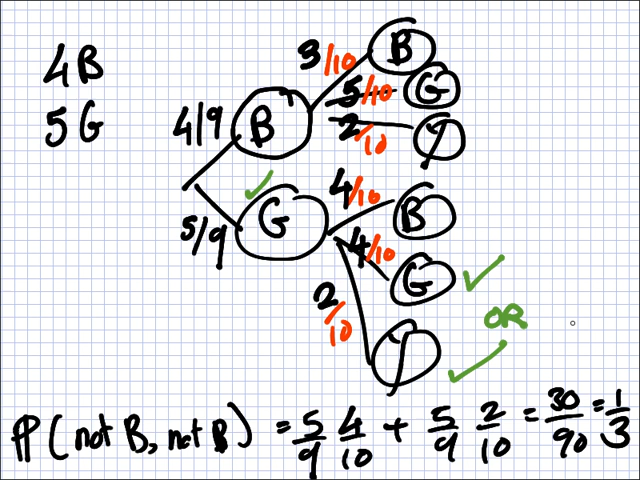 4B
5G
4/9 B
5/9 G
3/10 B
5/10 G
2/10 Y
4/10 B
4/10 G
2/10 Y
OR
P(not B, not B) = 5/9 4/10 + 5/9 2/10 = 30/90 = 1/3